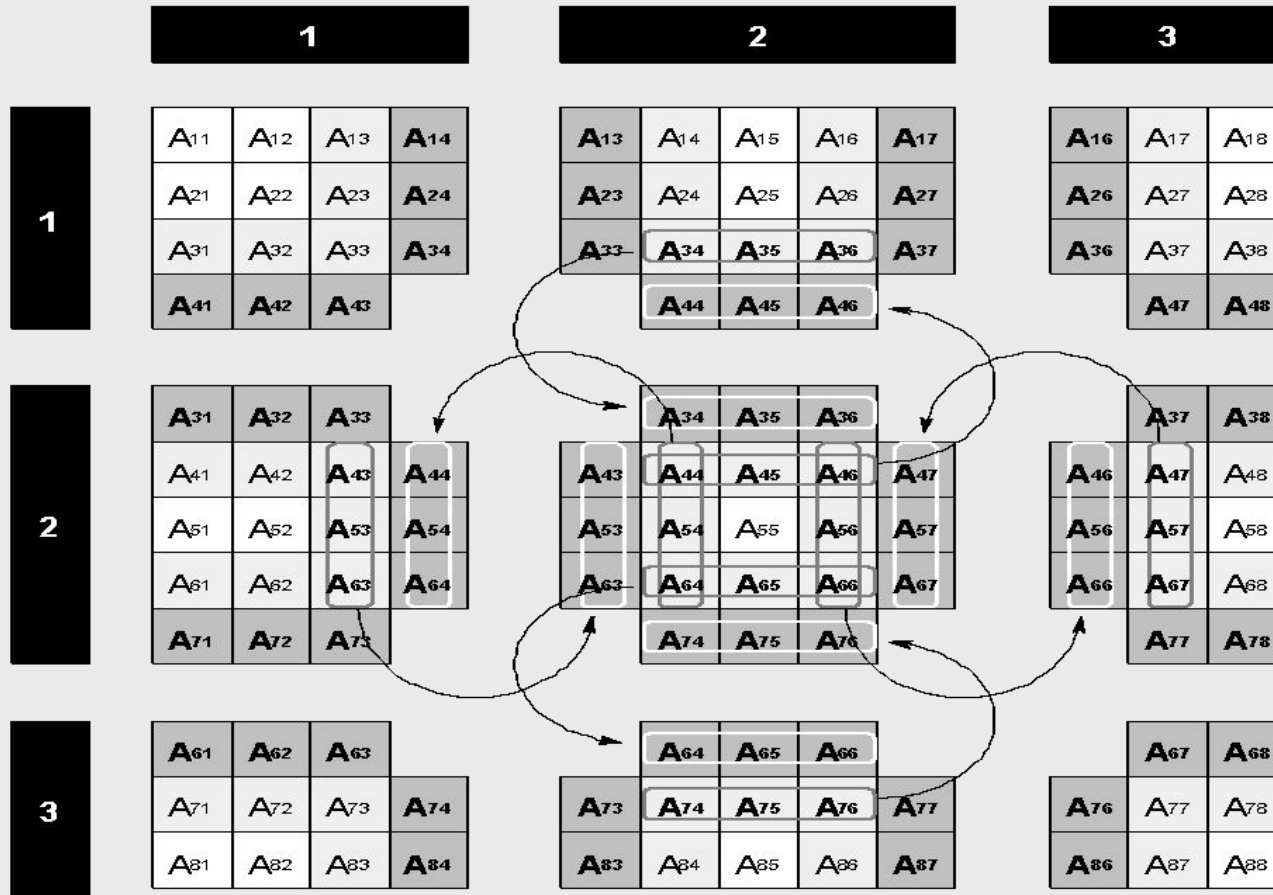 1 2 3
1
A11 A12 A13 A14 A13 A14 A15 A16 A17 A16 A17 A18
A21 A22 A23 A24 A23 A24 A25 A26 A27 A26 A27 A28
A31 A32 A33 A34 A33 A34 A35 A36 A37 A36 A37 A38
A41 A42 A43 A44 A45 A46 A47 A48
2
A31 A32 A33 A34 A35 A36 A37 A38
A41 A42 A43 A44 A43 A44 A45 A46 A47 A46 A47 A48
A51 A52 A53 A54 A53 A54 A55 A56 A57 A56 A57 A58
A61 A62 A63 A64 A63 A64 A65 A66 A67 A66 A67 A68
A71 A72 A73 A74 A75 A76 A77 A78
3
A61 A62 A63 A64 A65 A66 A67 A68
A71 A72 A73 A74 A73 A74 A75 A76 A77 A76 A77 A78
A81 A82 A83 A84 A83 A84 A85 A86 A87 A86 A87 A88